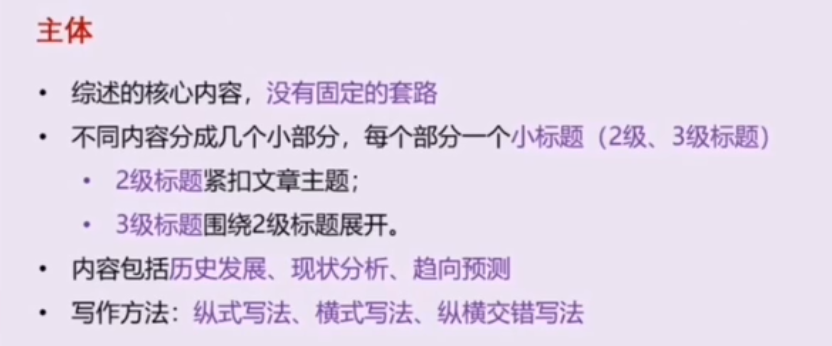 主体
• 综述的核心内容，没有固定的套路
• 不同内容分成几个小部分，每个部分一个小标题（2级、3级标题）
• 2级标题紧扣文章主题；
• 3级标题围绕2级标题展开。
• 内容包括历史发展、现状分析、趋向预测
• 写作方法：纵式写法、横式写法、纵横交错写法